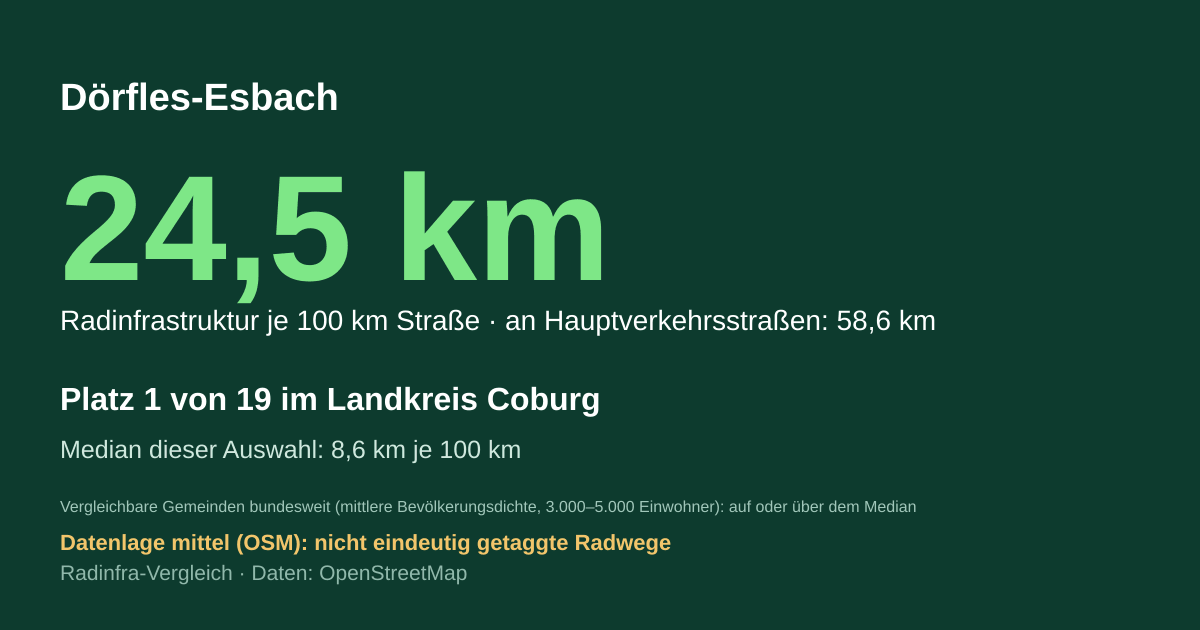 Dörfles-Esbach
24,5 km
Radinfrastruktur je 100 km Straße · an Hauptverkehrsstraßen: 58,6 km
Platz 1 von 19 im Landkreis Coburg
Median dieser Auswahl: 8,6 km je 100 km
Vergleichbare Gemeinden bundesweit (mittlere Bevölkerungsdichte, 3.000–5.000 Einwohner): auf oder über dem Median
Datenlage mittel (OSM): nicht eindeutig getaggte Radwege
Radinfra-Vergleich · Daten: OpenStreetMap